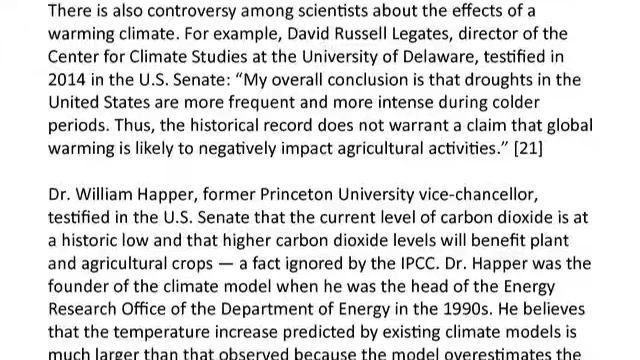 There is also controversy among scientists about the effects of a
warming climate. For example, David Russell Legates, director of the
Center for Climate Studies at the University of Delaware, testified in
2014 in the U.S. Senate: “My overall conclusion is that droughts in the
United States are more frequent and more intense during colder
periods. Thus, the historical record does not warrant a claim that global
warming is likely to negatively impact agricultural activities.” [21]
Dr. William Happer, former Princeton University vice-chancellor,
testified in the U.S. Senate that the current level of carbon dioxide is at
a historic low and that higher carbon dioxide levels will benefit plant
and agricultural crops — a fact ignored by the IPCC. Dr. Happer was the
founder of the climate model when he was the head of the Energy
Research Office of the Department of Energy in the 1990s. He believes
that the temperature increase predicted by existing climate models is
much larger than that observed because the model overestimates the